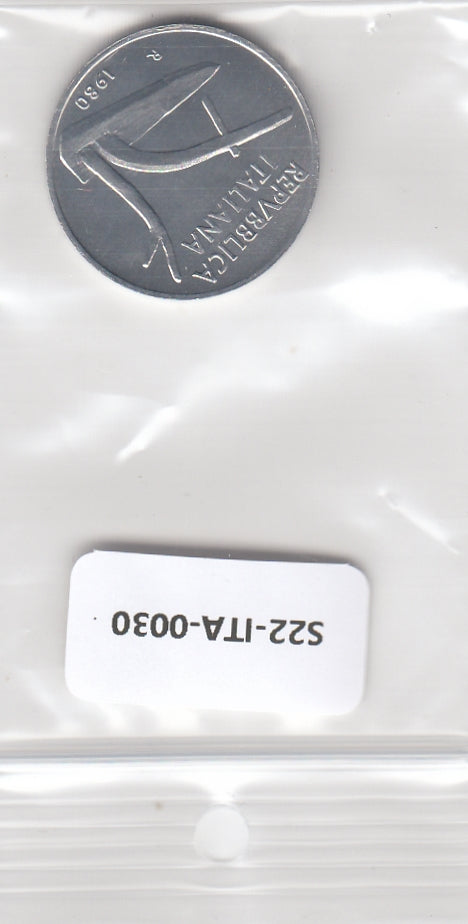 S22-ITA-0030
REPVBBLICA
ITALIANA
1980
R